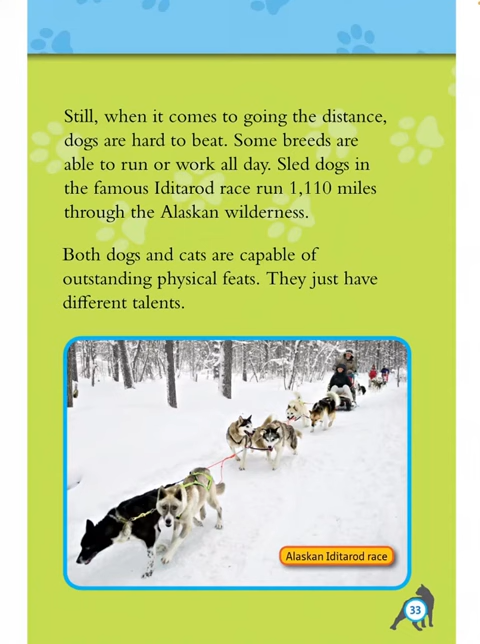 Still, when it comes to going the distance,
dogs are hard to beat. Some breeds are
able to run or work all day. Sled dogs in
the famous Iditarod race run 1,110 miles
through the Alaskan wilderness.
Both dogs and cats are capable of
outstanding physical feats. They just have
different talents.
Alaskan Iditarod race
33